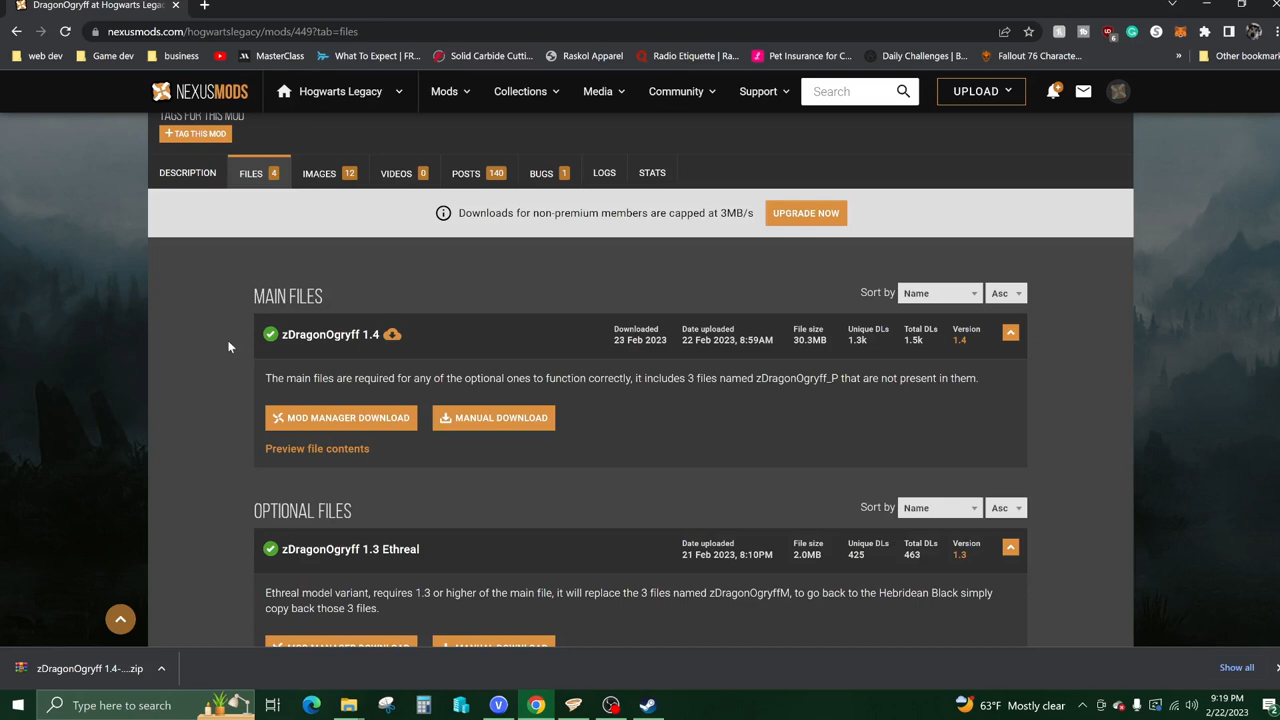 DragonOgryff at Hogwarts Legacy
nexusmods.com/hogwartslegacy/mods/449?tab=files
web dev
Game dev
business
MasterClass
What To Expect | FR...
Solid Carbide Cutti...
Raskol Apparel
Radio Etiquette | Ra...
Pet Insurance for C...
Daily Challenges | B...
Fallout 76 Characte...
»
Other bookmar
NEXUSMODS
Hogwarts Legacy
Mods
Collections
Media
Community
Support
Search
UPLOAD
TAGS FOR THIS MOD
+ TAG THIS MOD
DESCRIPTION
FILES 4
IMAGES 12
VIDEOS 0
POSTS 140
BUGS 1
LOGS
STATS
Downloads for non-premium members are capped at 3MB/s
UPGRADE NOW
MAIN FILES
Sort by Name Asc
zDragonOgryff 1.4
Downloaded
23 Feb 2023
Date uploaded
22 Feb 2023, 8:59AM
File size
30.3MB
Unique DLs
1.3k
Total DLs
1.5k
Version
1.4
The main files are required for any of the optional ones to function correctly, it includes 3 files named zDragonOgryff_P that are not present in them.
MOD MANAGER DOWNLOAD
MANUAL DOWNLOAD
Preview file contents
OPTIONAL FILES
Sort by Name Asc
zDragonOgryff 1.3 Ethreal
Date uploaded
21 Feb 2023, 8:10PM
File size
2.0MB
Unique DLs
425
Total DLs
463
Version
1.3
Ethreal model variant, requires 1.3 or higher of the main file, it will replace the 3 files named zDragonOgryffM, to go back to the Hebridean Black simply
copy back those 3 files.
MOD MANAGER DOWNLOAD
MANUAL DOWNLOAD
zDragonOgryff 1.4-....zip
Show all
Type here to search
63°F Mostly clear
9:19 PM
2/22/2023